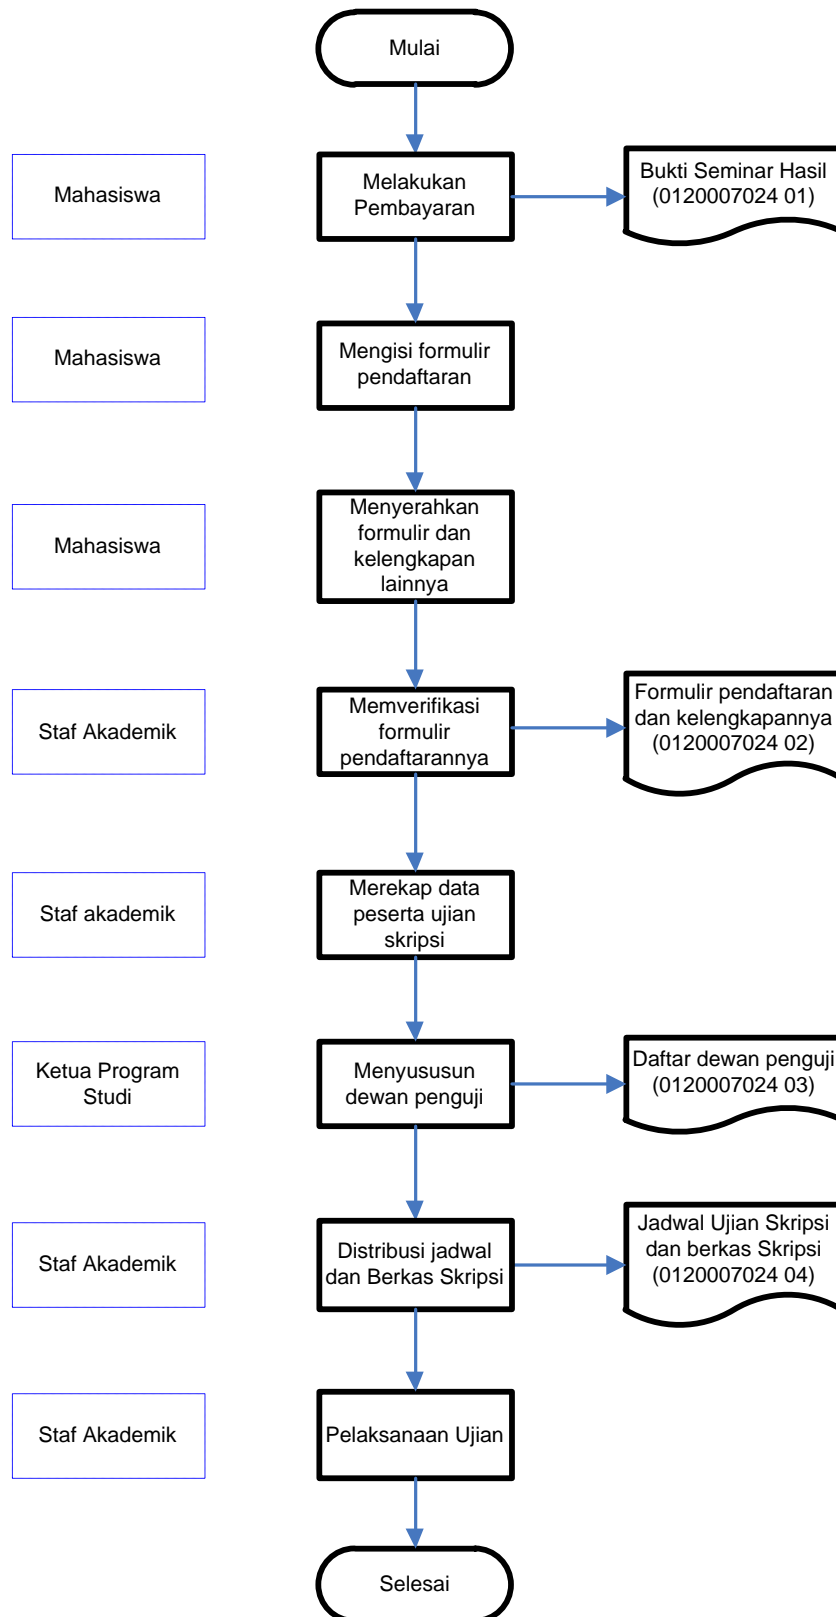 Mulai
Mahasiswa
Melakukan
Pembayaran
Bukti Seminar Hasil
(0120007024 01)
Mahasiswa
Mengisi formulir
pendaftaran
Mahasiswa
Menyerahkan
formulir dan
kelengkapan
lainnya
Staf Akademik
Memverifikasi
formulir
pendaftarannya
Formulir pendaftaran
dan kelengkapannya
(0120007024 02)
Staf akademik
Merekap data
peserta ujian
skripsi
Ketua Program
Studi
Menyususun
dewan penguji
Daftar dewan penguji
(0120007024 03)
Staf Akademik
Distribusi jadwal
dan Berkas Skripsi
Jadwal Ujian Skripsi
dan berkas Skripsi
(0120007024 04)
Staf Akademik
Pelaksanaan Ujian
Selesai